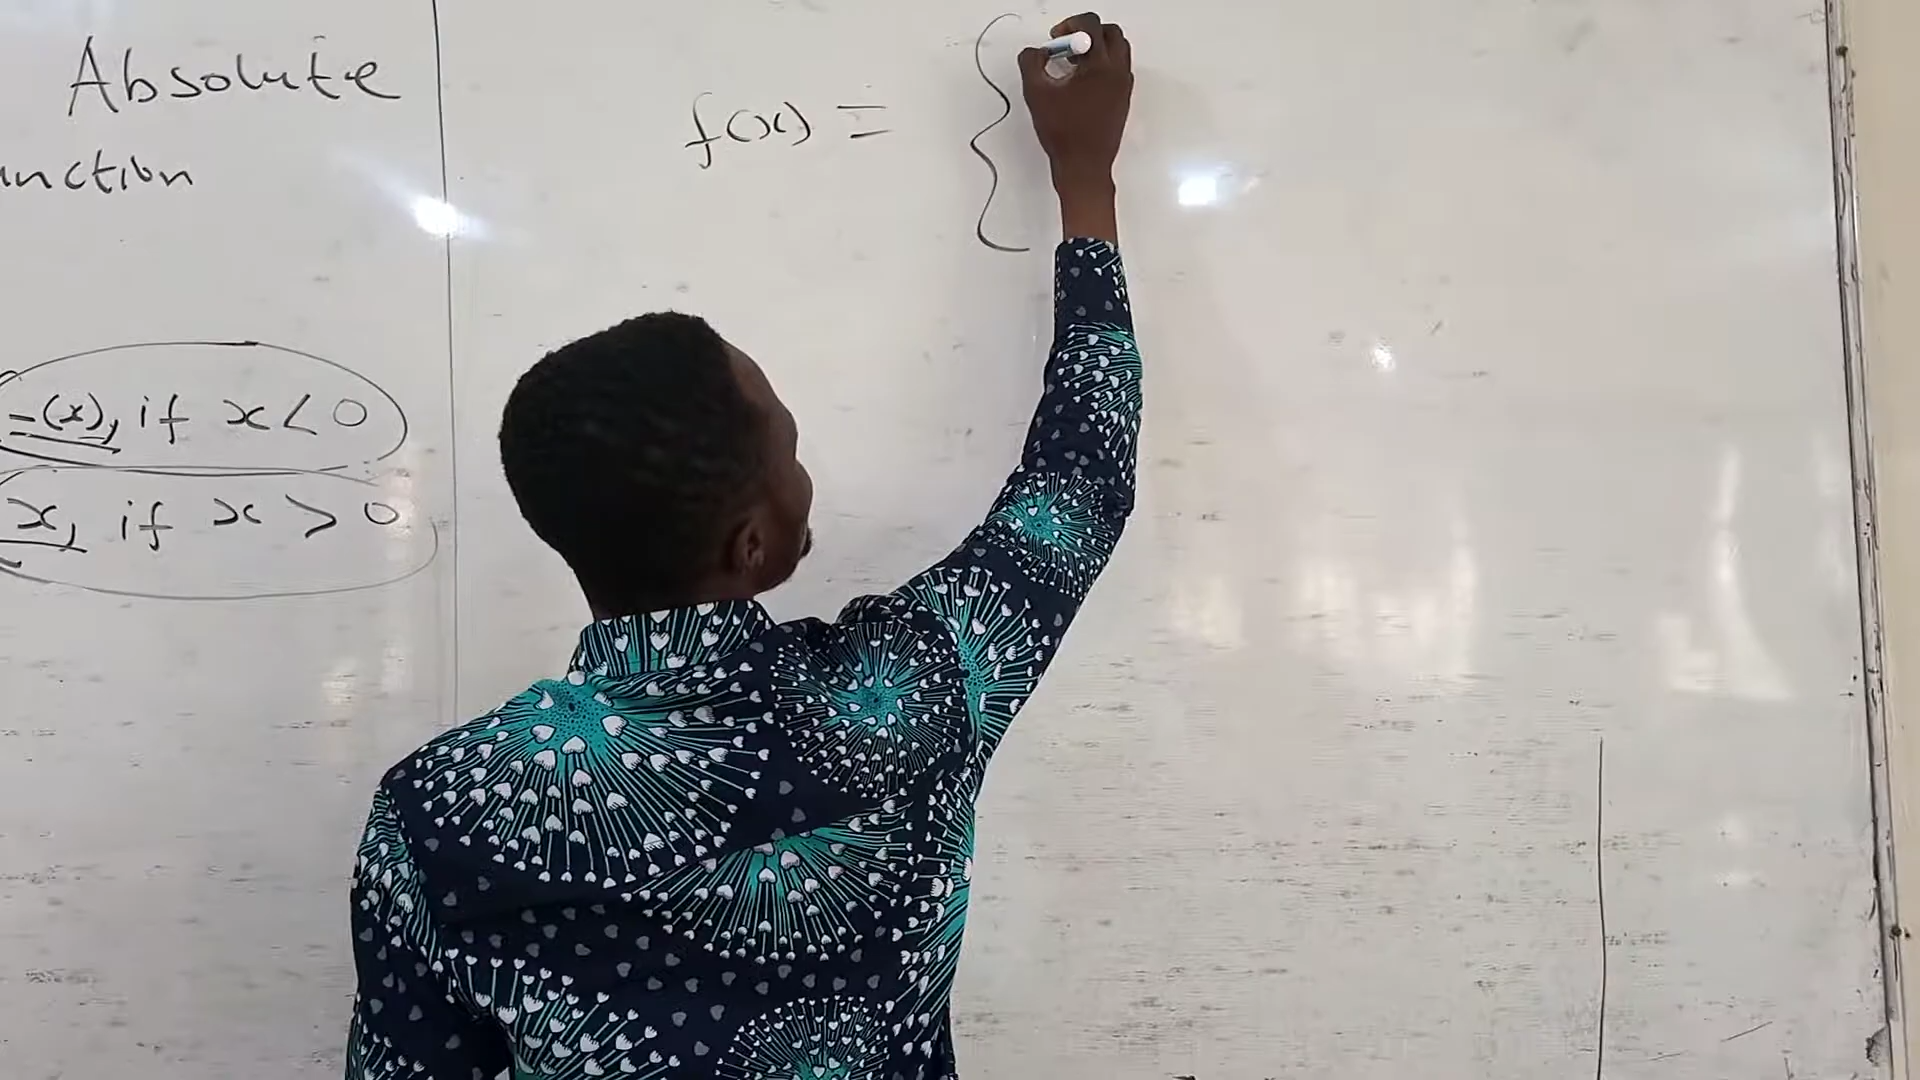 Absolute
unction
-(x), if x < 0
x, if x > 0
f(x) = {